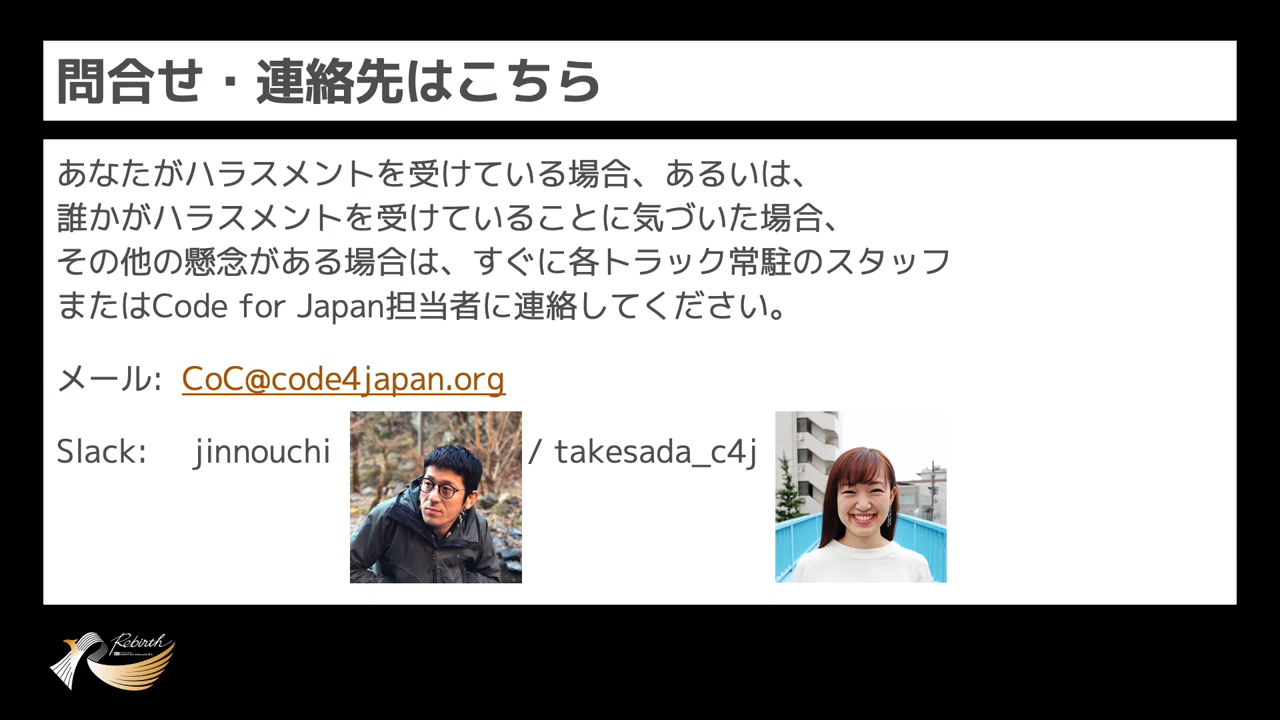 問合せ・連絡先はこちら
あなたがハラスメントを受けている場合、あるいは、
誰かがハラスメントを受けていることに気づいた場合、
その他の懸念がある場合は、すぐに各トラック常駐のスタッフ
またはCode for Japan担当者に連絡してください。
メール: CoC@code4japan.org
Slack: jinnouchi / takesada_c4j
Rebirth